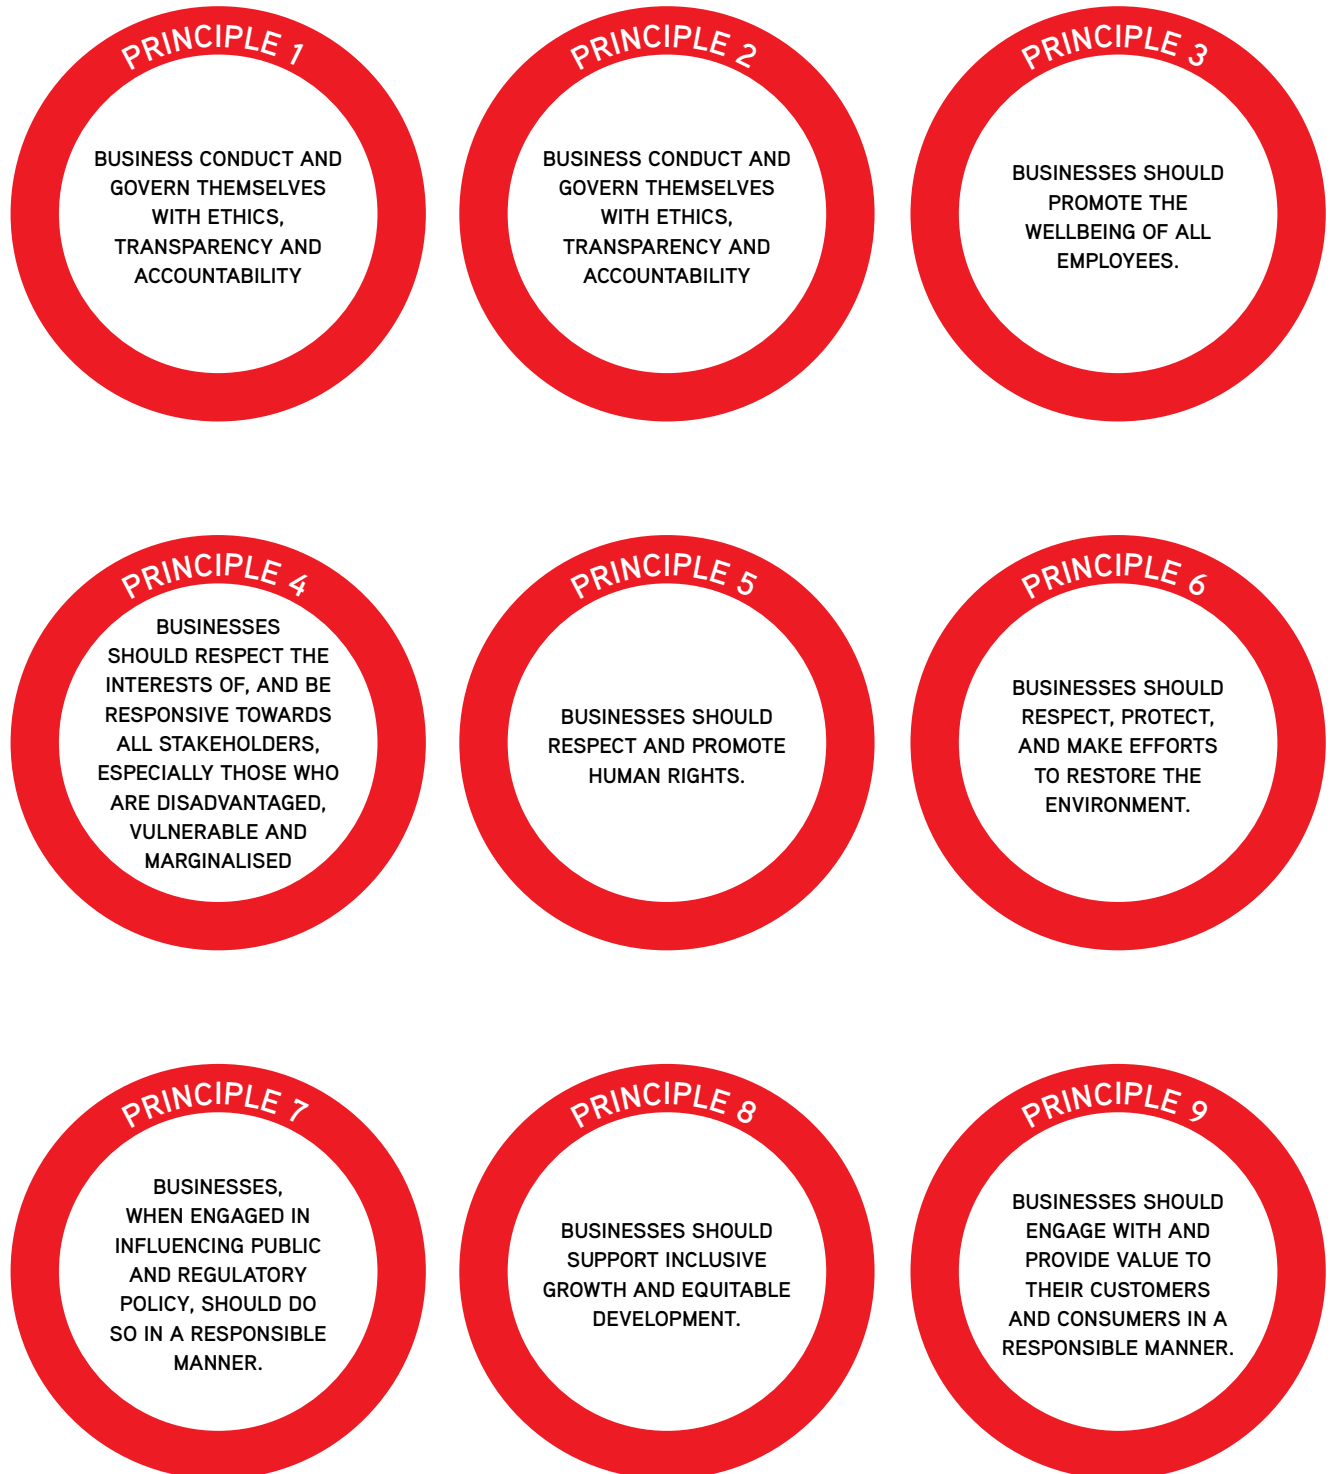 PRINCIPLE 1
BUSINESS CONDUCT AND
GOVERN THEMSELVES
WITH ETHICS,
TRANSPARENCY AND
ACCOUNTABILITY
PRINCIPLE 2
BUSINESS CONDUCT AND
GOVERN THEMSELVES
WITH ETHICS,
TRANSPARENCY AND
ACCOUNTABILITY
PRINCIPLE 3
BUSINESSES SHOULD
PROMOTE THE
WELLBEING OF ALL
EMPLOYEES.
PRINCIPLE 4
BUSINESSES
SHOULD RESPECT THE
INTERESTS OF, AND BE
RESPONSIVE TOWARDS
ALL STAKEHOLDERS,
ESPECIALLY THOSE WHO
ARE DISADVANTAGED,
VULNERABLE AND
MARGINALISED
PRINCIPLE 5
BUSINESSES SHOULD
RESPECT AND PROMOTE
HUMAN RIGHTS.
PRINCIPLE 6
BUSINESSES SHOULD
RESPECT, PROTECT,
AND MAKE EFFORTS
TO RESTORE THE
ENVIRONMENT.
PRINCIPLE 7
BUSINESSES,
WHEN ENGAGED IN
INFLUENCING PUBLIC
AND REGULATORY
POLICY, SHOULD DO
SO IN A RESPONSIBLE
MANNER.
PRINCIPLE 8
BUSINESSES SHOULD
SUPPORT INCLUSIVE
GROWTH AND EQUITABLE
DEVELOPMENT.
PRINCIPLE 9
BUSINESSES SHOULD
ENGAGE WITH AND
PROVIDE VALUE TO
THEIR CUSTOMERS
AND CONSUMERS IN A
RESPONSIBLE MANNER.